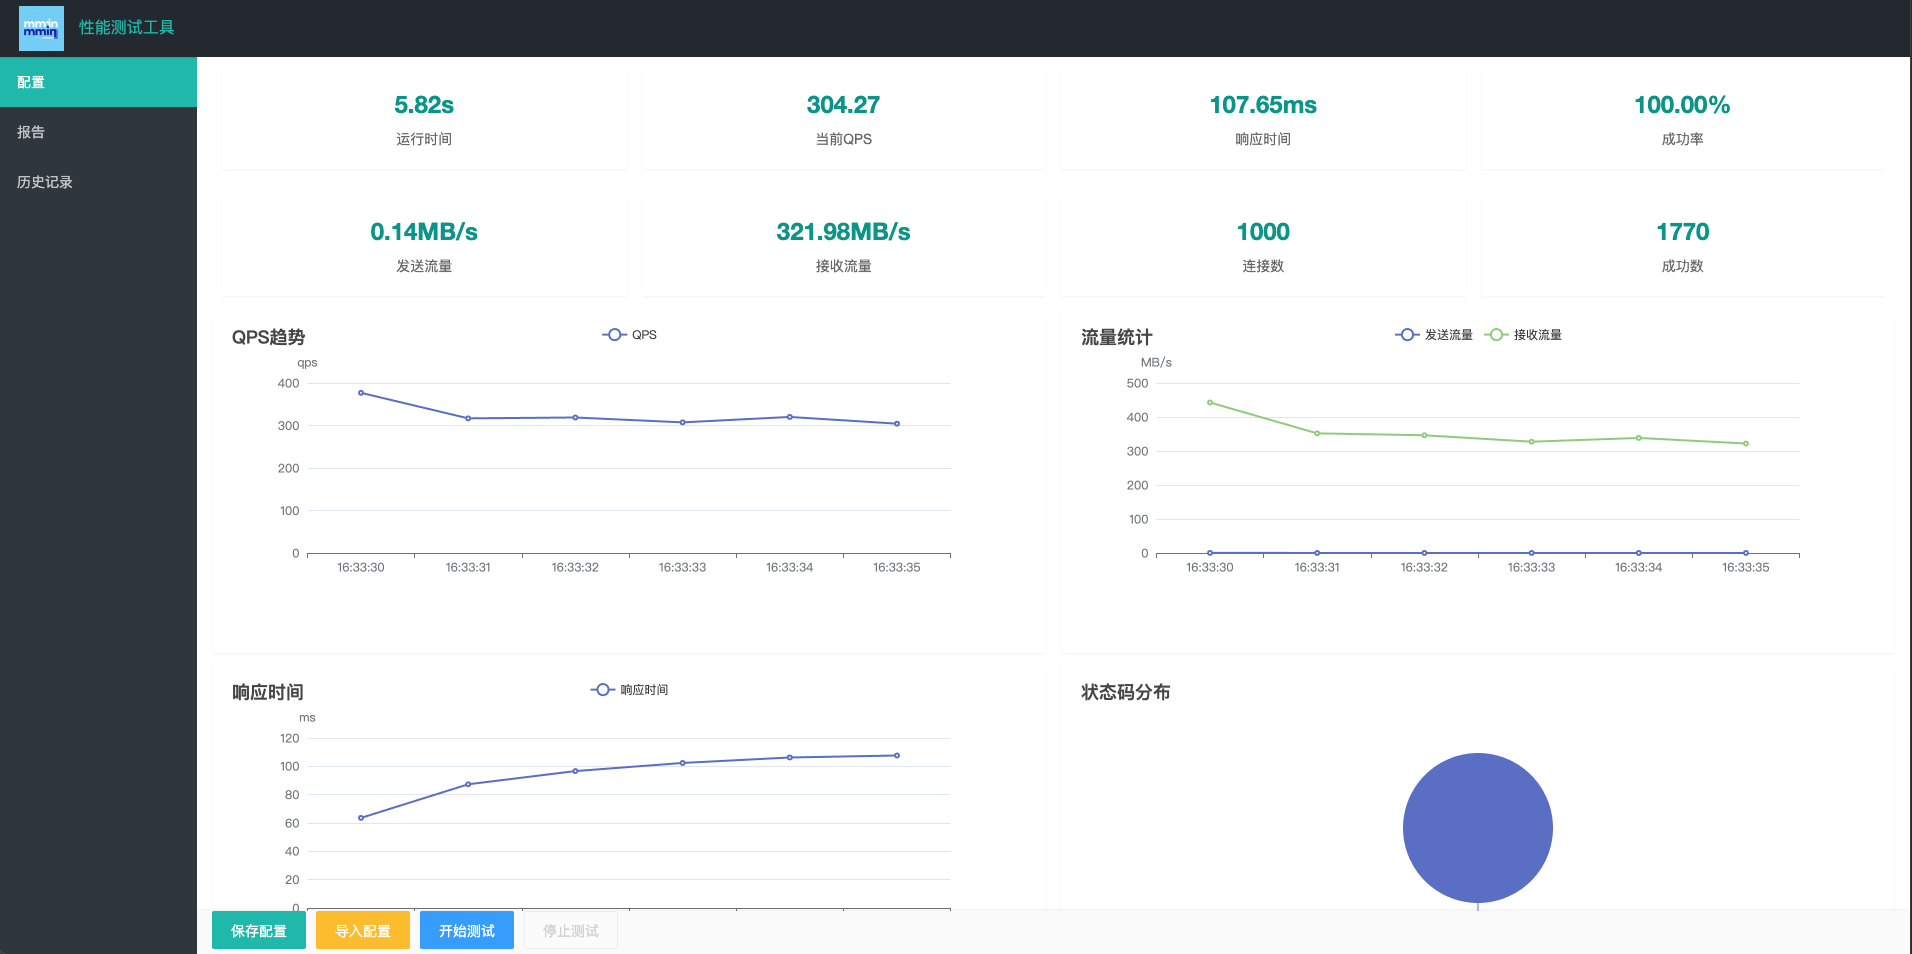 mmin
mmin
性能测试工具
配置
报告
历史记录
5.82s
运行时间
304.27
当前QPS
107.65ms
响应时间
100.00%
成功率
0.14MB/s
发送流量
321.98MB/s
接收流量
1000
连接数
1770
成功数
QPS趋势
QPS
qps
400
300
200
100
0
16:33:30 16:33:31 16:33:32 16:33:33 16:33:34 16:33:35
流量统计
发送流量 接收流量
MB/s
500
400
300
200
100
0
16:33:30 16:33:31 16:33:32 16:33:33 16:33:34 16:33:35
响应时间
响应时间
ms
120
100
80
60
40
20
0
状态码分布
保存配置 导入配置 开始测试 停止测试